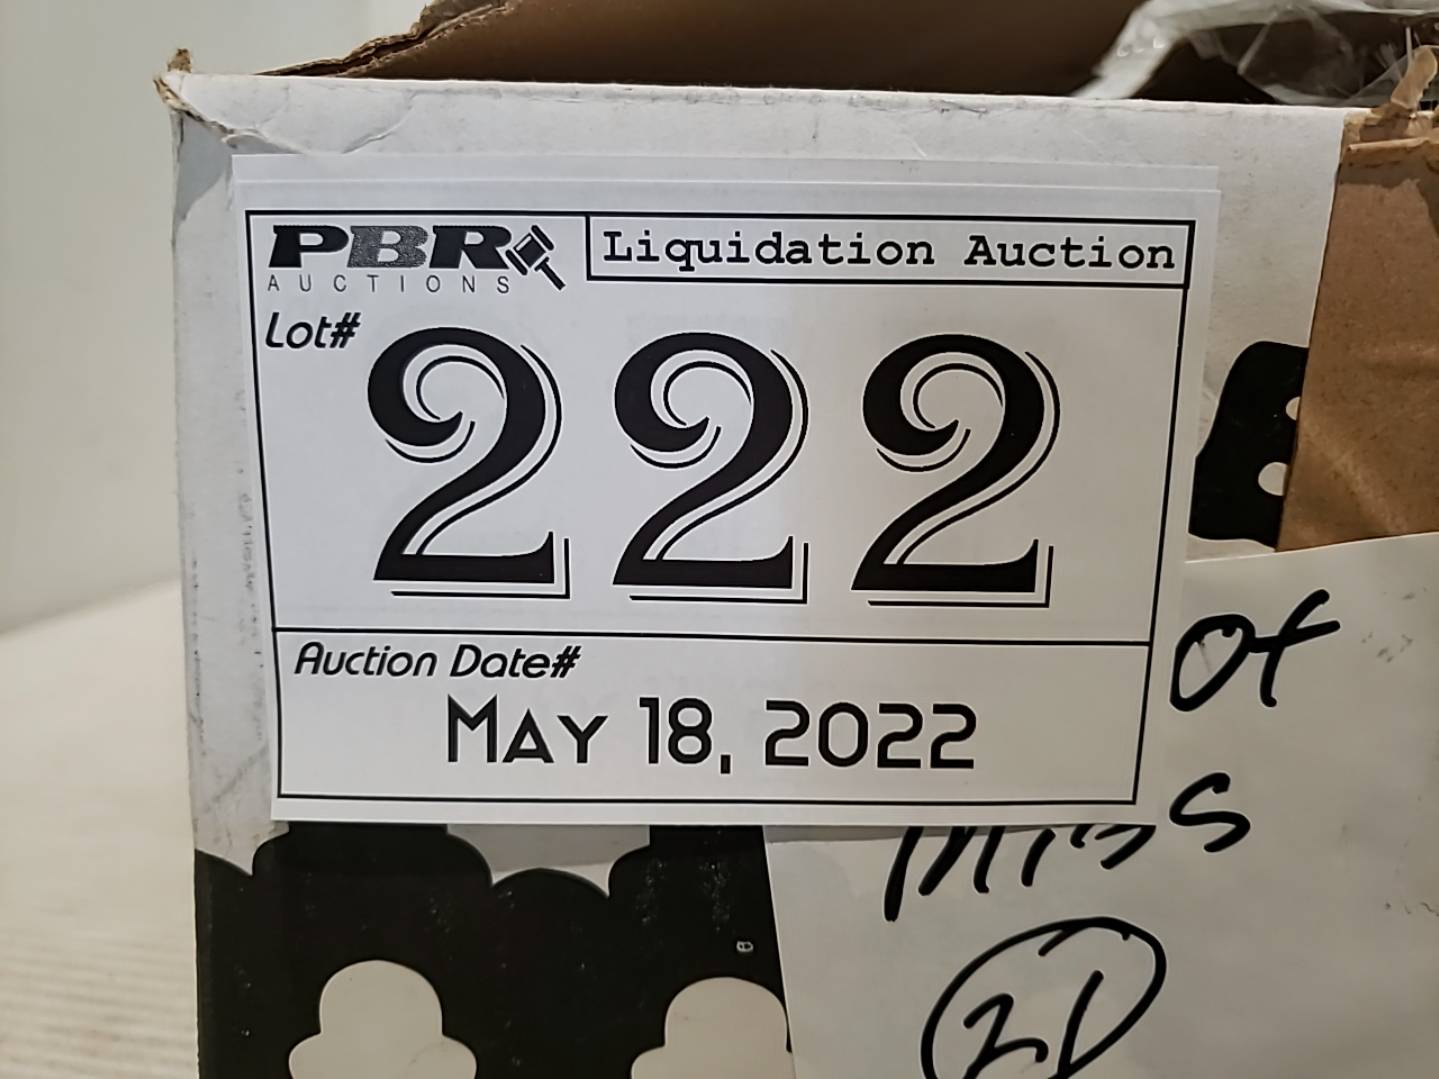 PBR
AUCTIONS
Liquidation Auction
Lot#
222
Auction Date#
MAY 18, 2022
of